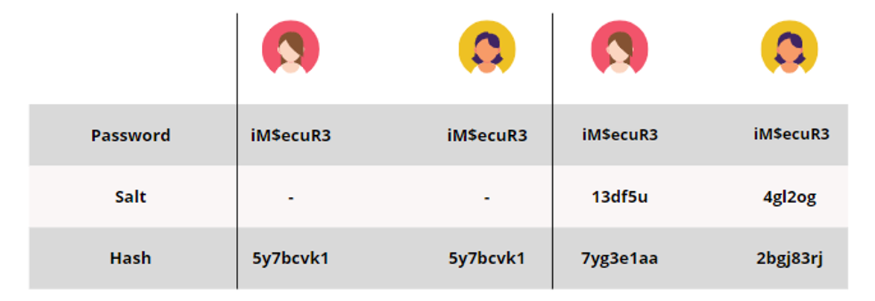 Password iM$ecuR3 iM$ecuR3 iM$ecuR3 iM$ecuR3
Salt - - 13df5u 4gl2og
Hash 5y7bcvk1 5y7bcvk1 7yg3e1aa 2bgj83rj